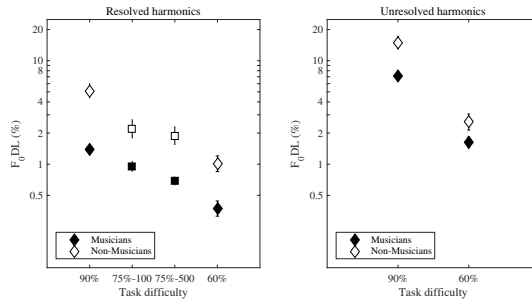 Resolved harmonics
20
10
8
4
2
1
0.5
F0DL (%)
Musicians
Non-Musicians
90% 75%-100 75%-500 60%
Task difficulty
Unresolved harmonics
20
10
8
4
2
1
0.5
F0DL (%)
Musicians
Non-Musicians
90% 60%
Task difficulty